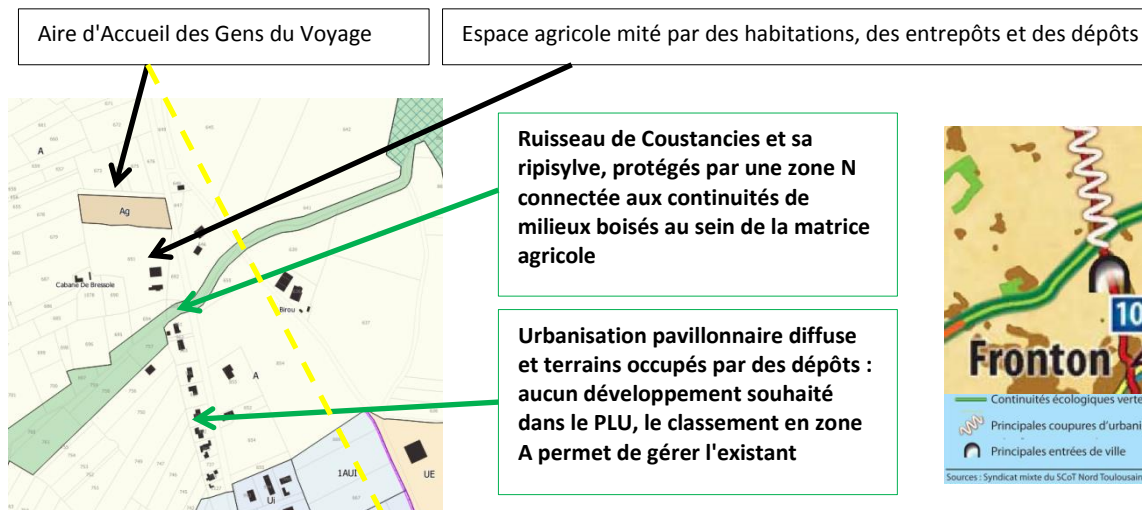 Aire d'Accueil des Gens du Voyage
Espace agricole mité par des habitations, des entrepôts et des dépôts
Ruisseau de Coustancies et sa
ripisylve, protégés par une zone N
connectée aux continuités de
milieux boisés au sein de la matrice
agricole
Urbanisation pavillonnaire diffuse
et terrains occupés par des dépôts :
aucun développement souhaité
dans le PLU, le classement en zone
A permet de gérer l'existant
A
Ag
Cabane De Bressole
Birou
A
1AUI
UE
Ui
10
Fronton
Continuités écologiques verte
Principales coupures d'urbani
Principales entrées de ville
Sources : Syndicat mixte du SCoT Nord Toulousain